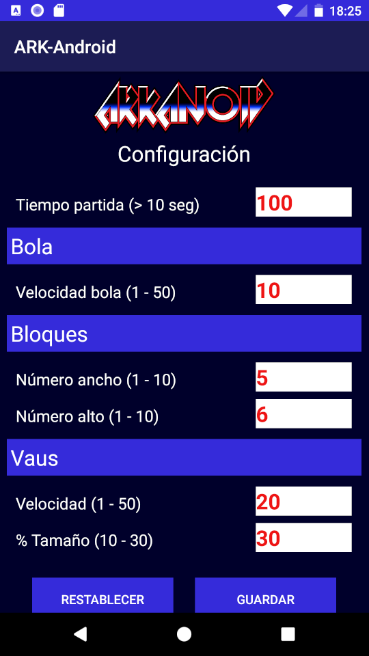 18:25
ARK-Android
ARKANOID
Configuración
Tiempo partida (> 10 seg) 100
Bola
Velocidad bola (1 - 50) 10
Bloques
Número ancho (1 - 10) 5
Número alto (1 - 10) 6
Vaus
Velocidad (1 - 50) 20
% Tamaño (10 - 30) 30
RESTABLECER GUARDAR